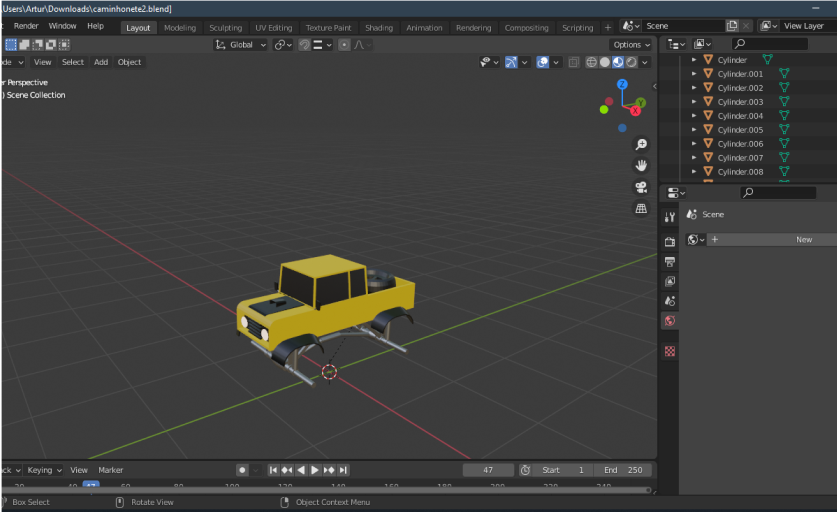 Users\Artur\Downloads\caminhonete2.blend]
Render Window Help Layout Modeling Sculpting UV Editing Texture Paint Shading Animation Rendering Compositing Scripting + Scene View Layer
Global Options
View Select Add Object
r Perspective
) Scene Collection
Z
Y
X
Cylinder
Cylinder.001
Cylinder.002
Cylinder.003
Cylinder.004
Cylinder.005
Cylinder.006
Cylinder.007
Cylinder.008
Scene
+ New
Keying View Marker 47 Start 1 End 250
20 40 47 60 80 100 120 140 160 180 200 220 240
Box Select Rotate View Object Context Menu